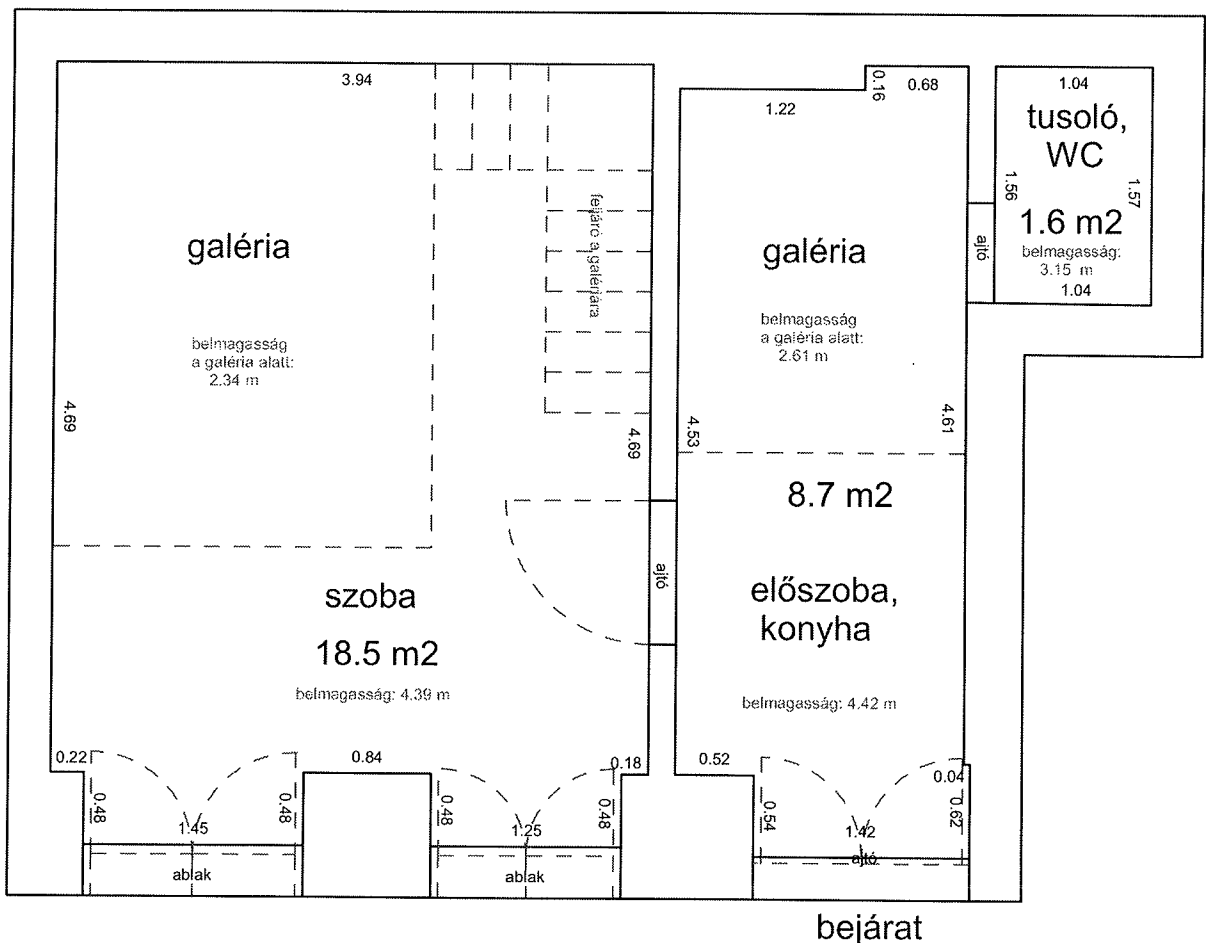 3.94
0.16
0.68
1.22
1.04
tusoló,
WC
1.56
1.57
1.6 m2
belmagasság:
3.15 m
1.04
ajtó
feljáró a galériára
galéria
belmagasság
a galéria alatt:
2.34 m
galéria
belmagasság
a galéria alatt:
2.61 m
4.69
4.69
4.53
4.61
8.7 m2
ajtó
szoba
18.5 m2
belmagasság: 4.39 m
előszoba,
konyha
belmagasság: 4.42 m
0.22
0.84
0.18
0.52
0.04
0.48
0.48
0.48
0.48
0.54
0.62
1.45
1.25
1.42
ablak
ablak
ajtó
bejárat